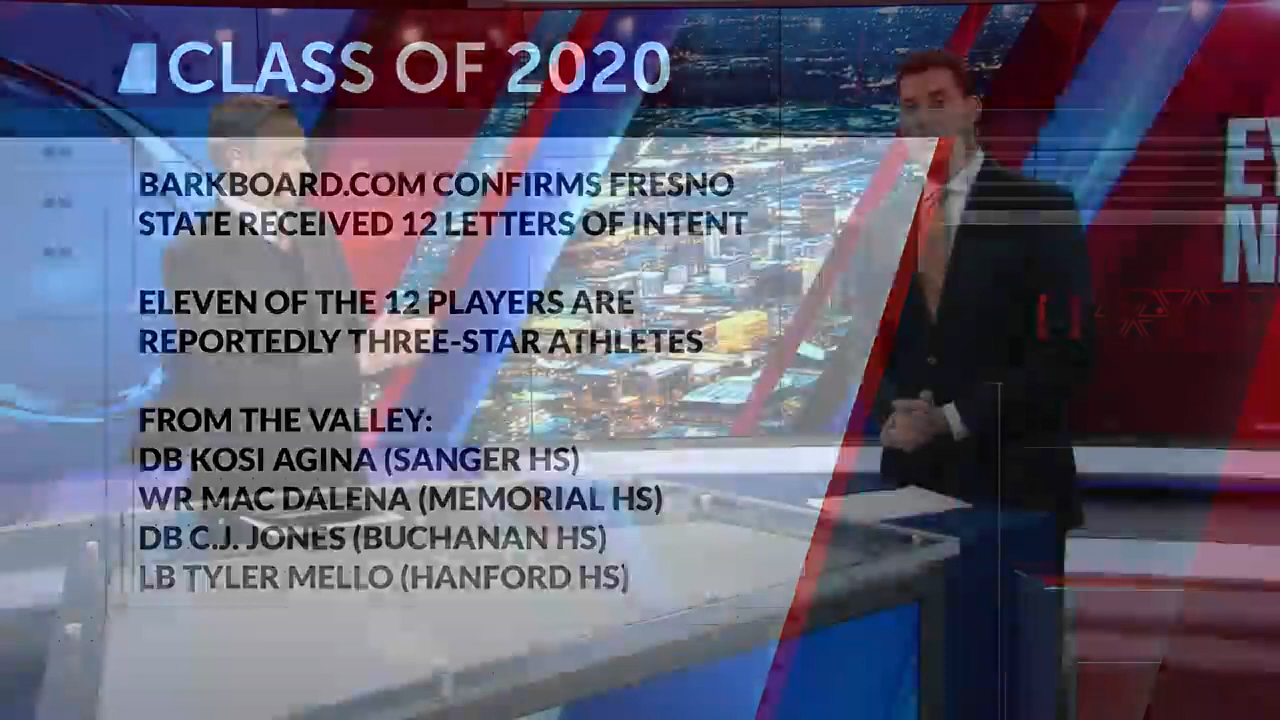 CLASS OF 2020
BARKBOARD.COM CONFIRMS FRESNO
STATE RECEIVED 12 LETTERS OF INTENT
ELEVEN OF THE 12 PLAYERS ARE
REPORTEDLY THREE-STAR ATHLETES
FROM THE VALLEY:
DB KOSI AGINA (SANGER HS)
WR MAC DALENA (MEMORIAL HS)
DB C.J. JONES (BUCHANAN HS)
LB TYLER MELLO (HANFORD HS)